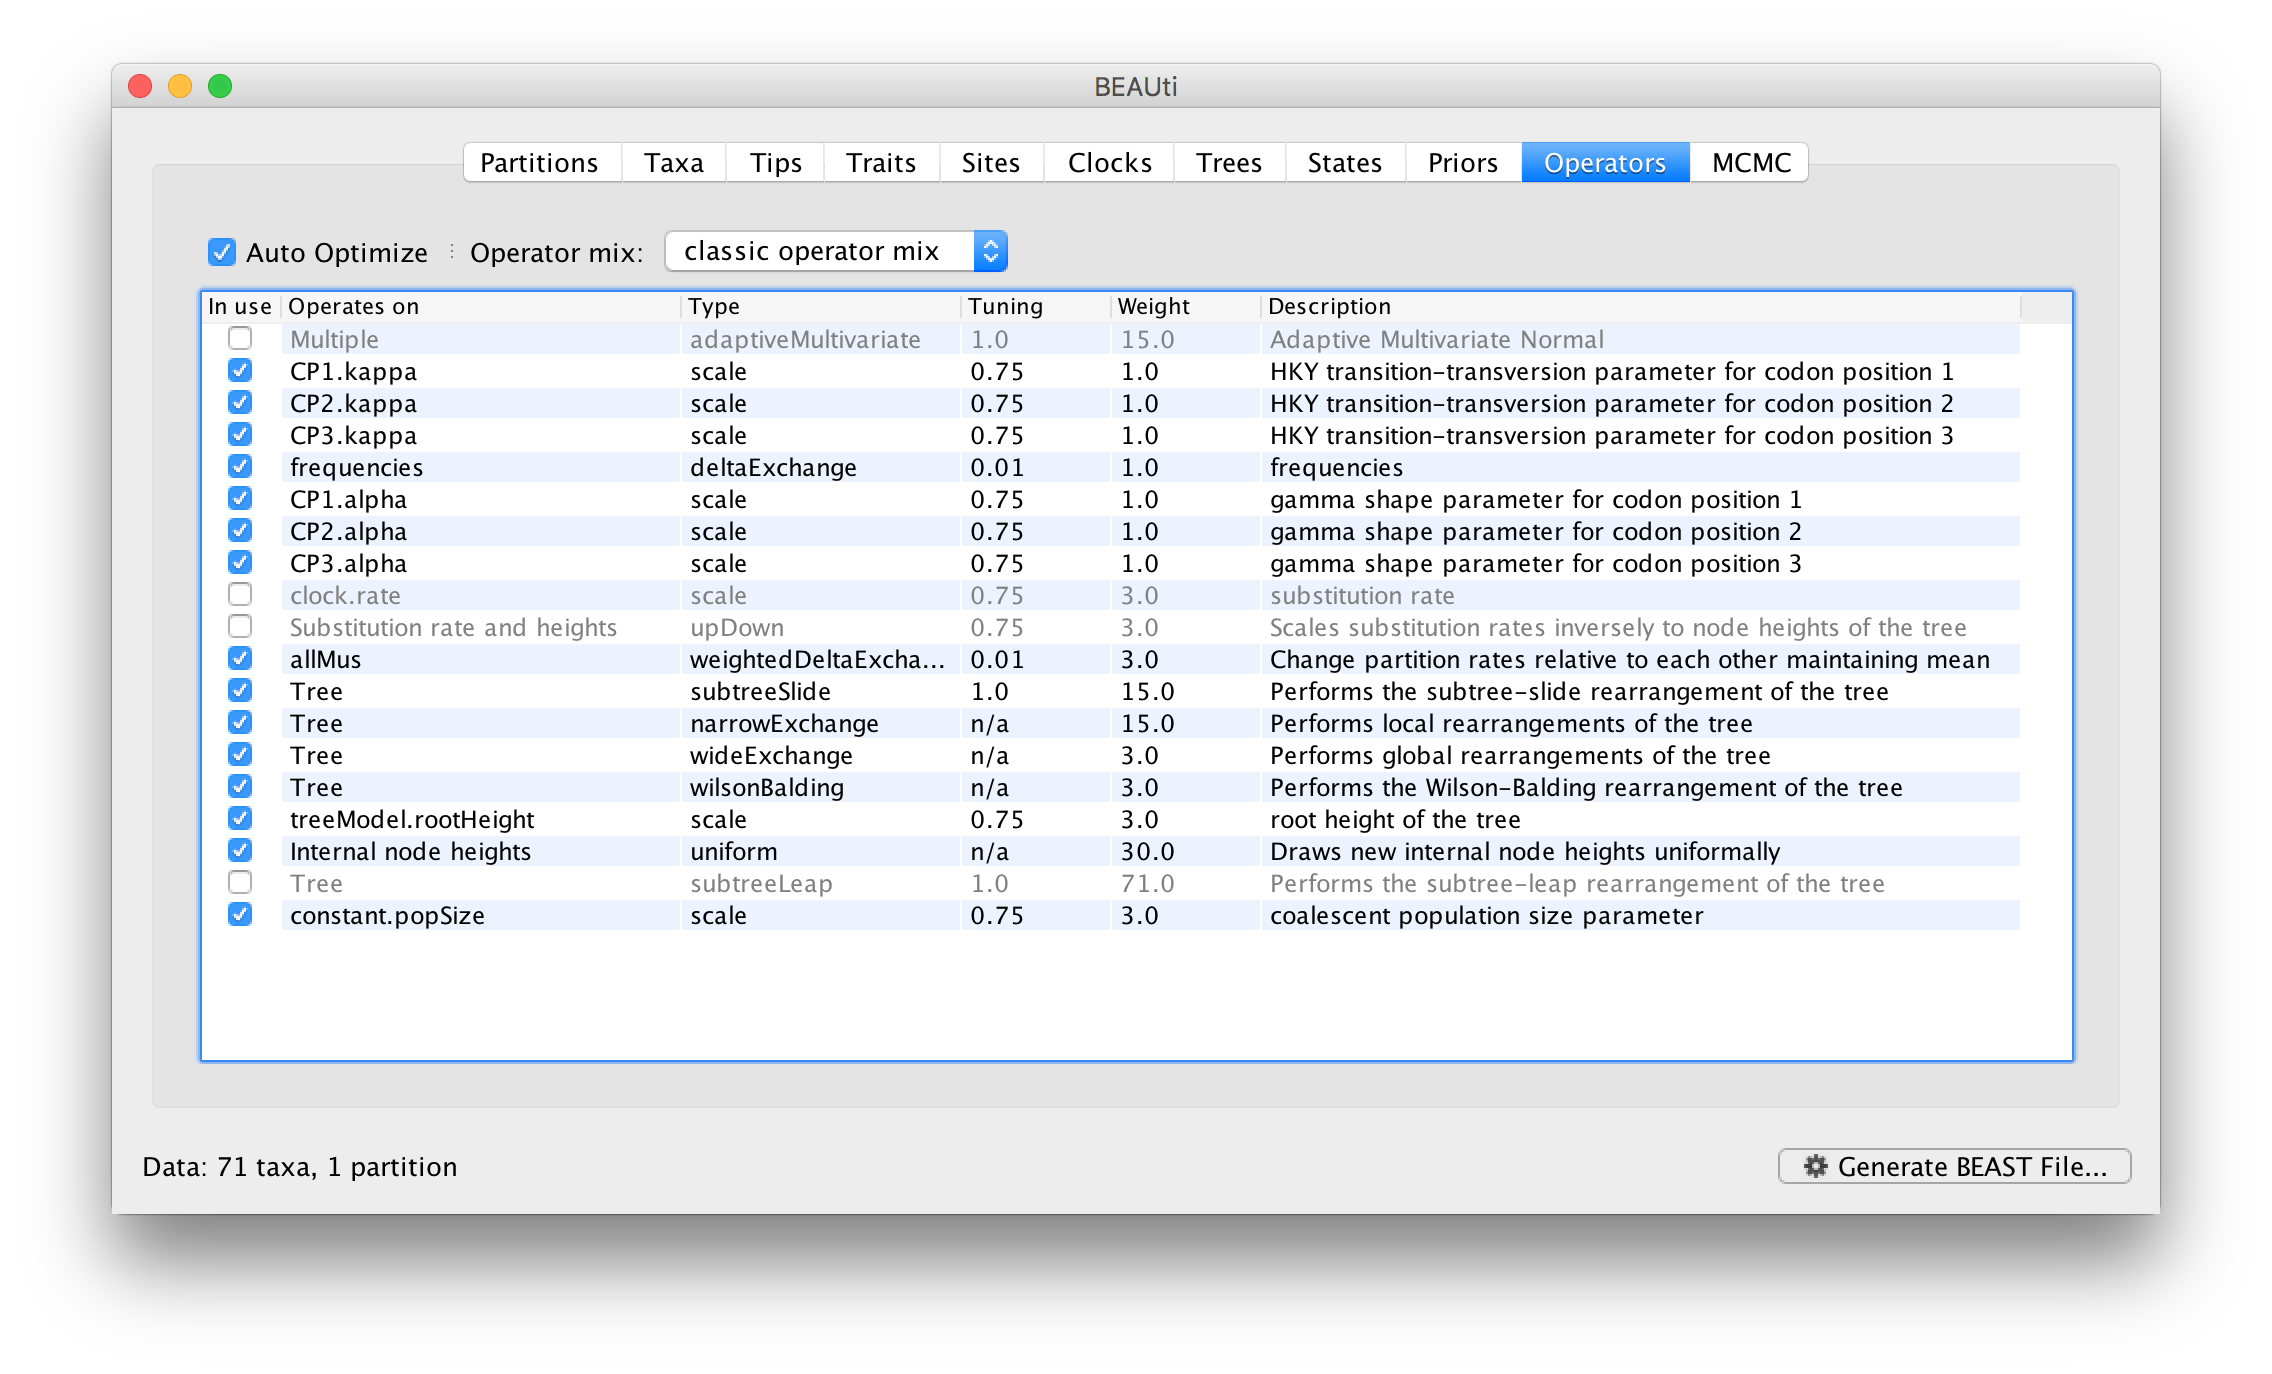 BEAUti
Partitions Taxa Tips Traits Sites Clocks Trees States Priors Operators MCMC
Auto Optimize Operator mix: classic operator mix
In use Operates on Type Tuning Weight Description
Multiple adaptiveMultivariate 1.0 15.0 Adaptive Multivariate Normal
CP1.kappa scale 0.75 1.0 HKY transition-transversion parameter for codon position 1
CP2.kappa scale 0.75 1.0 HKY transition-transversion parameter for codon position 2
CP3.kappa scale 0.75 1.0 HKY transition-transversion parameter for codon position 3
frequencies deltaExchange 0.01 1.0 frequencies
CP1.alpha scale 0.75 1.0 gamma shape parameter for codon position 1
CP2.alpha scale 0.75 1.0 gamma shape parameter for codon position 2
CP3.alpha scale 0.75 1.0 gamma shape parameter for codon position 3
clock.rate scale 0.75 3.0 substitution rate
Substitution rate and heights upDown 0.75 3.0 Scales substitution rates inversely to node heights of the tree
allMus weightedDeltaExcha... 0.01 3.0 Change partition rates relative to each other maintaining mean
Tree subtreeSlide 1.0 15.0 Performs the subtree-slide rearrangement of the tree
Tree narrowExchange n/a 15.0 Performs local rearrangements of the tree
Tree wideExchange n/a 3.0 Performs global rearrangements of the tree
Tree wilsonBalding n/a 3.0 Performs the Wilson-Balding rearrangement of the tree
treeModel.rootHeight scale 0.75 3.0 root height of the tree
Internal node heights uniform n/a 30.0 Draws new internal node heights uniformally
Tree subtreeLeap 1.0 71.0 Performs the subtree-leap rearrangement of the tree
constant.popSize scale 0.75 3.0 coalescent population size parameter
Data: 71 taxa, 1 partition
Generate BEAST File...